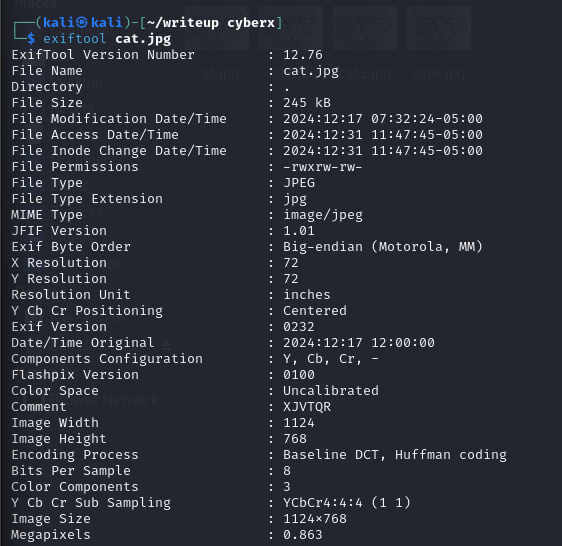 ┌──(kali㉿kali)-[~/writeup cyberx]
└─$ exiftool cat.jpg
ExifTool Version Number         : 12.76
File Name                       : cat.jpg
Directory                       : .
File Size                       : 245 kB
File Modification Date/Time     : 2024:12:17 07:32:24-05:00
File Access Date/Time           : 2024:12:31 11:47:45-05:00
File Inode Change Date/Time     : 2024:12:31 11:47:45-05:00
File Permissions                : -rwxrw-rw-
File Type                       : JPEG
File Type Extension             : jpg
MIME Type                       : image/jpeg
JFIF Version                    : 1.01
Exif Byte Order                 : Big-endian (Motorola, MM)
X Resolution                    : 72
Y Resolution                    : 72
Resolution Unit                 : inches
Y Cb Cr Positioning             : Centered
Exif Version                    : 0232
Date/Time Original              : 2024:12:17 12:00:00
Components Configuration        : Y, Cb, Cr, -
Flashpix Version                : 0100
Color Space                     : Uncalibrated
Comment                         : XJVTQR
Image Width                     : 1124
Image Height                    : 768
Encoding Process                : Baseline DCT, Huffman coding
Bits Per Sample                 : 8
Color Components                : 3
Y Cb Cr Sub Sampling            : YCbCr4:4:4 (1 1)
Image Size                      : 1124×768
Megapixels                      : 0.863